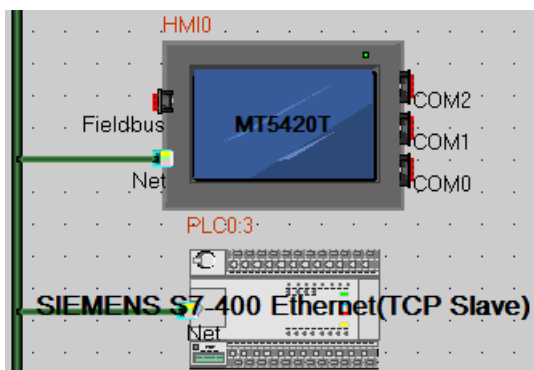 HMI0
COM2
Fieldbus
MT5420T
COM1
Net
COM0
PLC0:3
SIEMENS S7-400 Ethernet(TCP Slave)
Net